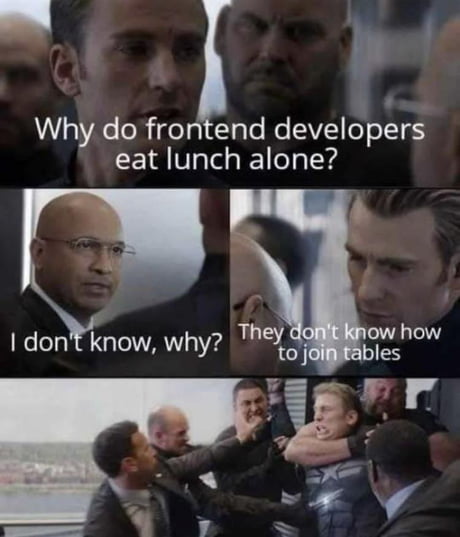 Why do frontend developers
eat lunch alone?
I don't know, why?
They don't know how
to join tables